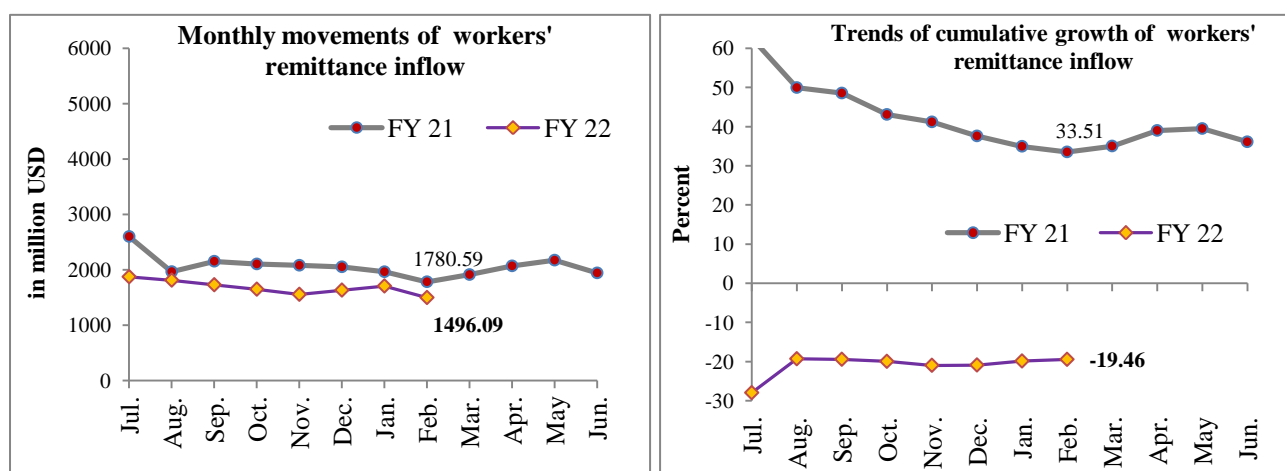 Monthly movements of workers'
remittance inflow
6000
5000
4000
3000
2000
1000
0
in million USD
FY 21
FY 22
1780.59
1496.09
Jul.
Aug.
Sep.
Oct.
Nov.
Dec.
Jan.
Feb.
Mar.
Apr.
May
Jun.
Trends of cumulative growth of workers'
remittance inflow
60
50
40
30
20
10
0
-10
-20
-30
Percent
33.51
FY 21
FY 22
-19.46
Jul.
Aug.
Sep.
Oct.
Nov.
Dec.
Jan.
Feb.
Mar.
Apr.
May
Jun.